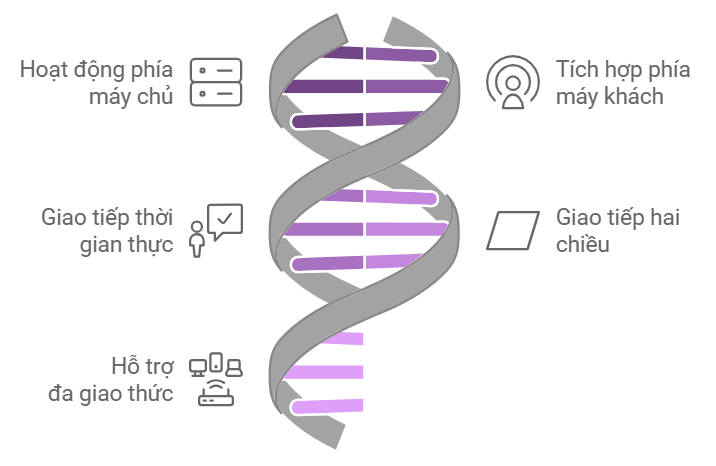 Hoạt động phía
máy chủ
Tích hợp phía
máy khách
Giao tiếp thời
gian thực
Giao tiếp hai
chiều
Hỗ trợ
đa giao thức